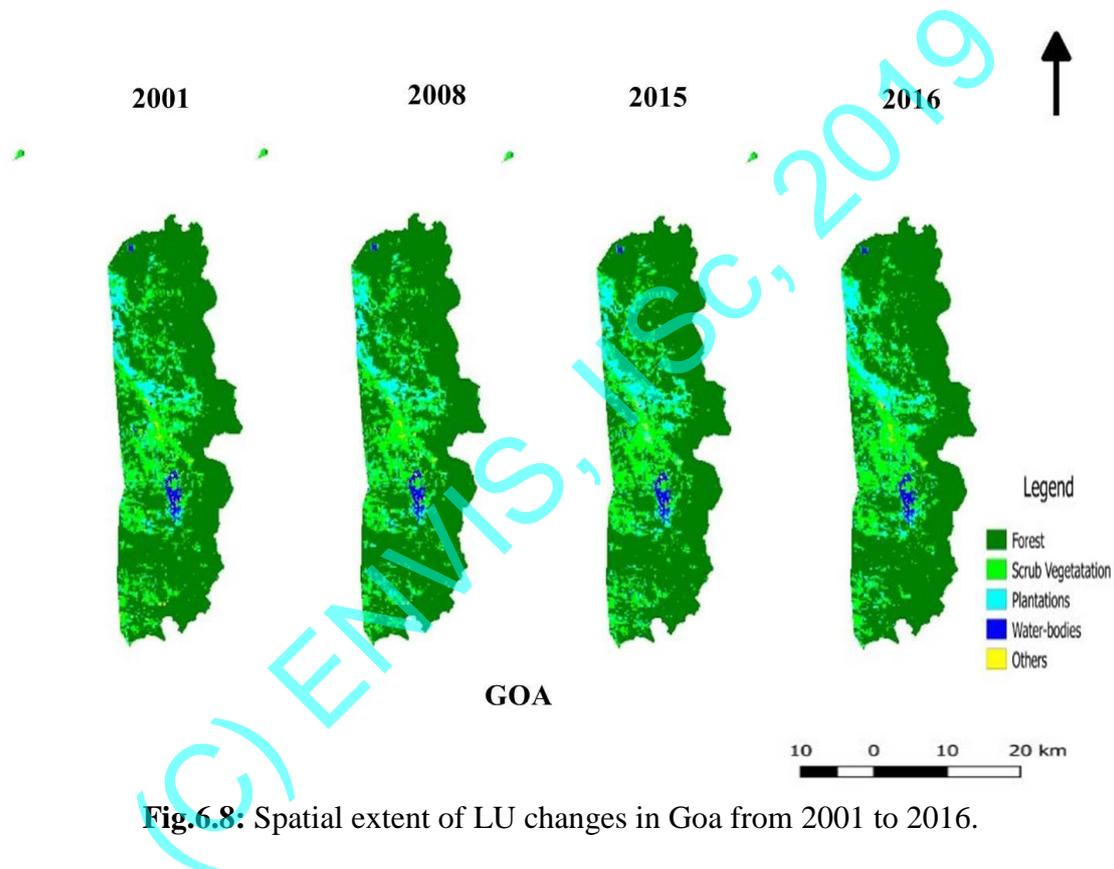 2001
2008
2015
2016
Legend
Forest
Scrub Vegetatation
Plantations
Water-bodies
Others
GOA
10 0 10 20 km
Fig.6.8: Spatial extent of LU changes in Goa from 2001 to 2016.
(C) ENVIS, IISc, 2019